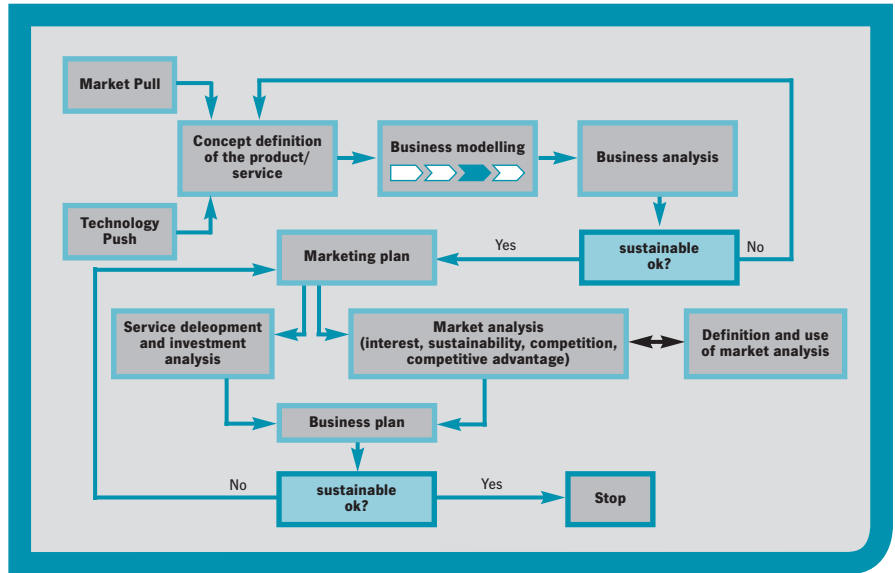 Market Pull
Concept definition
of the product/
service
Business modelling
Business analysis
Technology
Push
Marketing plan
Yes
sustainable
ok?
No
Service deleopment
and investment
analysis
Market analysis
(interest, sustainability, competition,
competitive advantage)
Definition and use
of market analysis
Business plan
No
sustainable
ok?
Yes
Stop